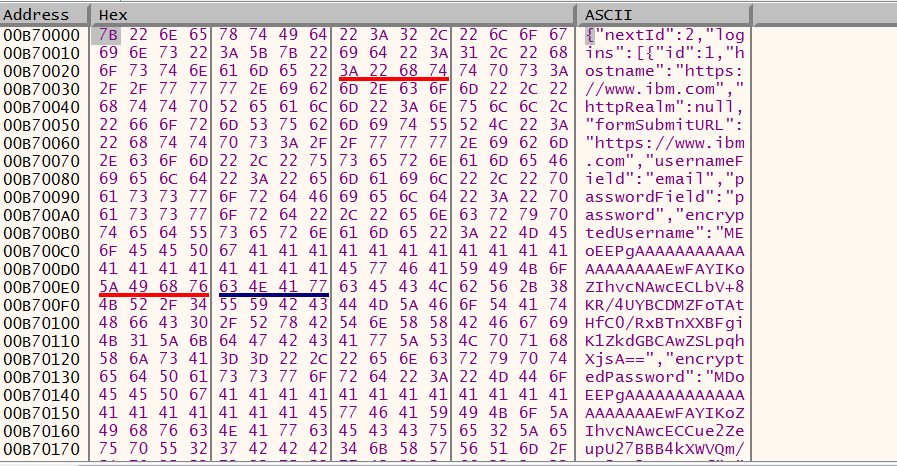 Address Hex ASCII
00B70000 7B 22 6E 65 78 74 49 64 22 3A 32 2C 22 6C 6F 67 {"nextId":2,"log
00B70010 69 6E 73 22 3A 5B 7B 22 69 64 22 3A 31 2C 22 68 ins":[{"id":1,"h
00B70020 6F 73 74 6E 61 6D 65 22 3A 22 68 74 74 70 73 3A ostname":"https:
00B70030 2F 2F 77 77 77 2E 69 62 6D 2E 63 6F 6D 22 2C 22 //www.ibm.com","
00B70040 68 74 74 70 52 65 61 6C 6D 22 3A 6E 75 6C 6C 2C httpRealm":null,
00B70050 22 66 6F 72 6D 53 75 62 6D 69 74 55 52 4C 22 3A "formSubmitURL":
00B70060 22 68 74 74 70 73 3A 2F 2F 77 77 77 2E 69 62 6D "https://www.ibm
00B70070 2E 63 6F 6D 22 2C 22 75 73 65 72 6E 61 6D 65 46 .com","usernameF
00B70080 69 65 6C 64 22 3A 22 65 6D 61 69 6C 22 2C 22 70 ield":"email","p
00B70090 61 73 73 77 6F 72 64 46 69 65 6C 64 22 3A 22 70 asswordField":"p
00B700A0 61 73 73 77 6F 72 64 22 2C 22 65 6E 63 72 79 70 assword","encryp
00B700B0 74 65 64 55 73 65 72 6E 61 6D 65 22 3A 22 4D 45 tedUsername":"ME
00B700C0 6F 45 45 50 67 41 41 41 41 41 41 41 41 41 41 41 oEEPgAAAAAAAAAAA
00B700D0 41 41 41 41 41 41 41 41 45 77 46 41 59 49 4B 6F AAAAAAAAEwFAYIKo
00B700E0 5A 49 68 76 63 4E 41 77 63 45 43 4C 62 56 2B 38 ZIhvcNAwcECLbV+8
00B700F0 4B 52 2F 34 55 59 42 43 44 4D 5A 46 6F 54 41 74 KR/4UYBCDMZFoTAt
00B70100 48 66 43 30 2F 52 78 42 54 6E 58 58 42 46 67 69 HfC0/RxBTnXXBFgi
00B70110 4B 31 5A 6B 64 47 42 43 41 77 5A 53 4C 70 71 68 K1ZkdGBCAwZSLpqh
00B70120 58 6A 73 41 3D 3D 22 2C 22 65 6E 63 72 79 70 74 XjsA==","encrypt
00B70130 65 64 50 61 73 73 77 6F 72 64 22 3A 22 4D 44 6F edPassword":"MDo
00B70140 45 45 50 67 41 41 41 41 41 41 41 41 41 41 41 41 EEPgAAAAAAAAAAAA
00B70150 41 41 41 41 41 41 41 45 77 46 41 59 49 4B 6F 5A AAAAAAAEwFAYIKoZ
00B70160 49 68 76 63 4E 41 77 63 45 43 43 75 65 32 5A 65 IhvcNAwcECCue2Ze
00B70170 75 70 55 32 37 42 42 42 34 6B 58 57 56 51 6D 2F upU27BBB4kXWVQm/